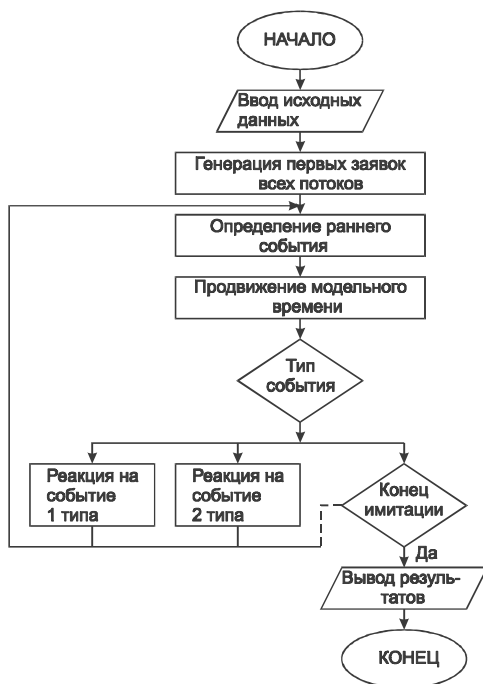 НАЧАЛО
Ввод исходных
данных
Генерация первых заявок
всех потоков
Определение раннего
события
Продвижение модельного
времени
Тип
события
Реакция на
событие
1 типа
Реакция на
событие
2 типа
Конец
имитации
Да
Вывод резуль-
татов
КОНЕЦ